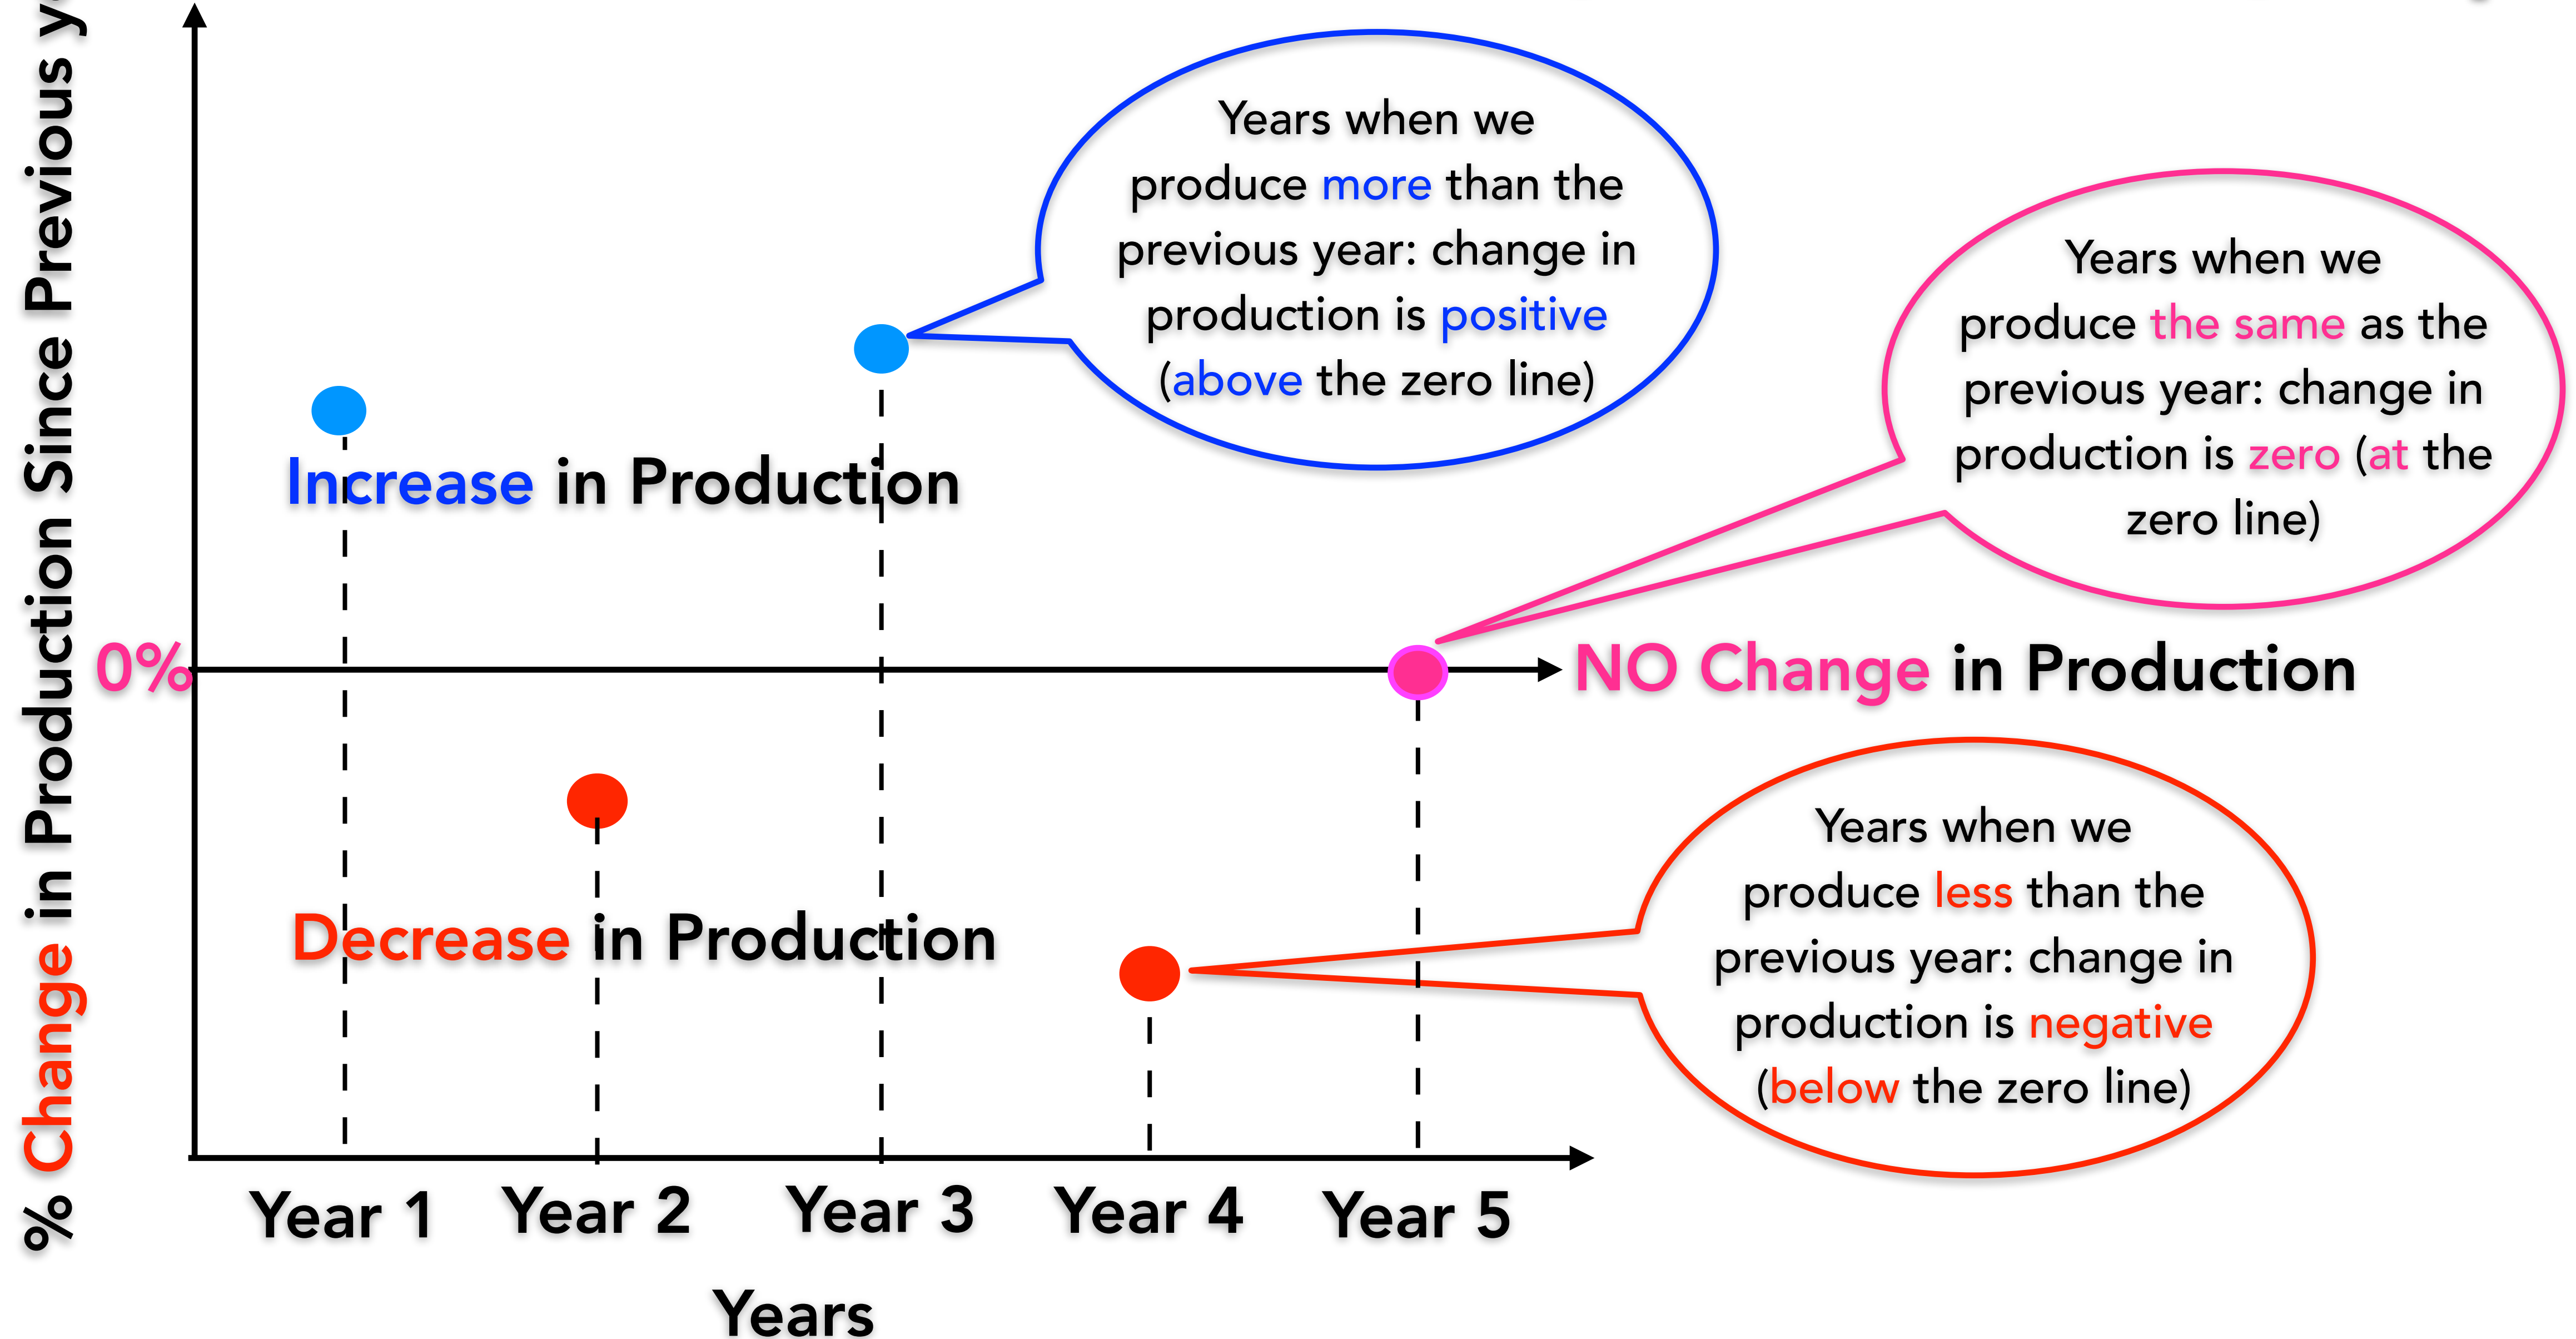 % Change in Production Since Previous y
Years when we
produce more than the
previous year: change in
production is positive
(above the zero line)
Years when we
produce the same as the
previous year: change in
production is zero (at the
zero line)
Increase in Production
0%
NO Change in Production
Decrease in Production
Years when we
produce less than the
previous year: change in
production is negative
(below the zero line)
Year 1
Year 2
Year 3
Year 4
Year 5
Years